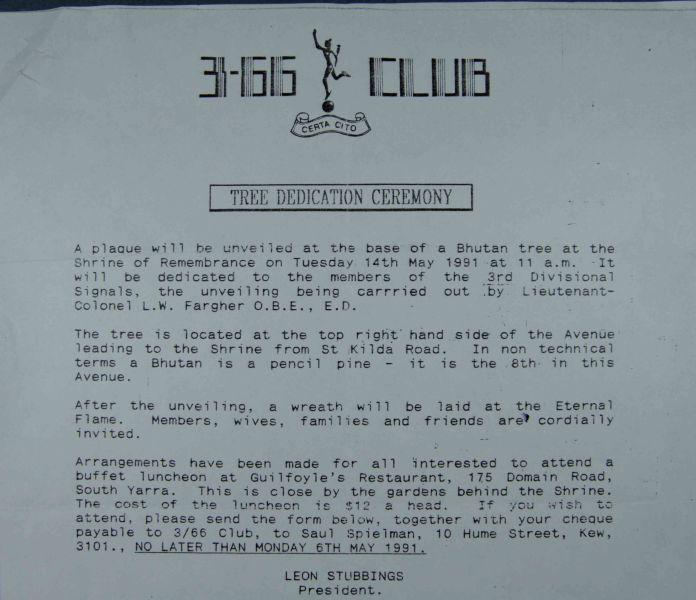 3-66 CLUB
CERTA CITO
TREE DEDICATION CEREMONY
A plaque will be unveiled at the base of a Bhutan tree at the
Shrine of Remembrance on Tuesday 14th May 1991 at 11 a.m. It
will be dedicated to the members of the 3rd Divisional
Signals, the unveiling being carrried out by Lieutenant-
Colonel L.W. Fargher O.B.E., E.D.
The tree is located at the top right hand side of the Avenue
leading to the Shrine from St Kilda Road. In non technical
terms a Bhutan is a pencil pine - it is the 8th in this
Avenue.
After the unveiling, a wreath will be laid at the Eternal
Flame. Members, wives, families and friends are cordially
invited.
Arrangements have been made for all interested to attend a
buffet luncheon at Guilfoyle's Restaurant, 175 Domain Road,
South Yarra. This is close by the gardens behind the Shrine.
The cost of the luncheon is $12 a head. If you wish to
attend, please send the form below, together with your cheque
payable to 3/66 Club, to Saul Spielman, 10 Hume Street, Kew,
3101., NO LATER THAN MONDAY 6TH MAY 1991.
LEON STUBBINGS
President.